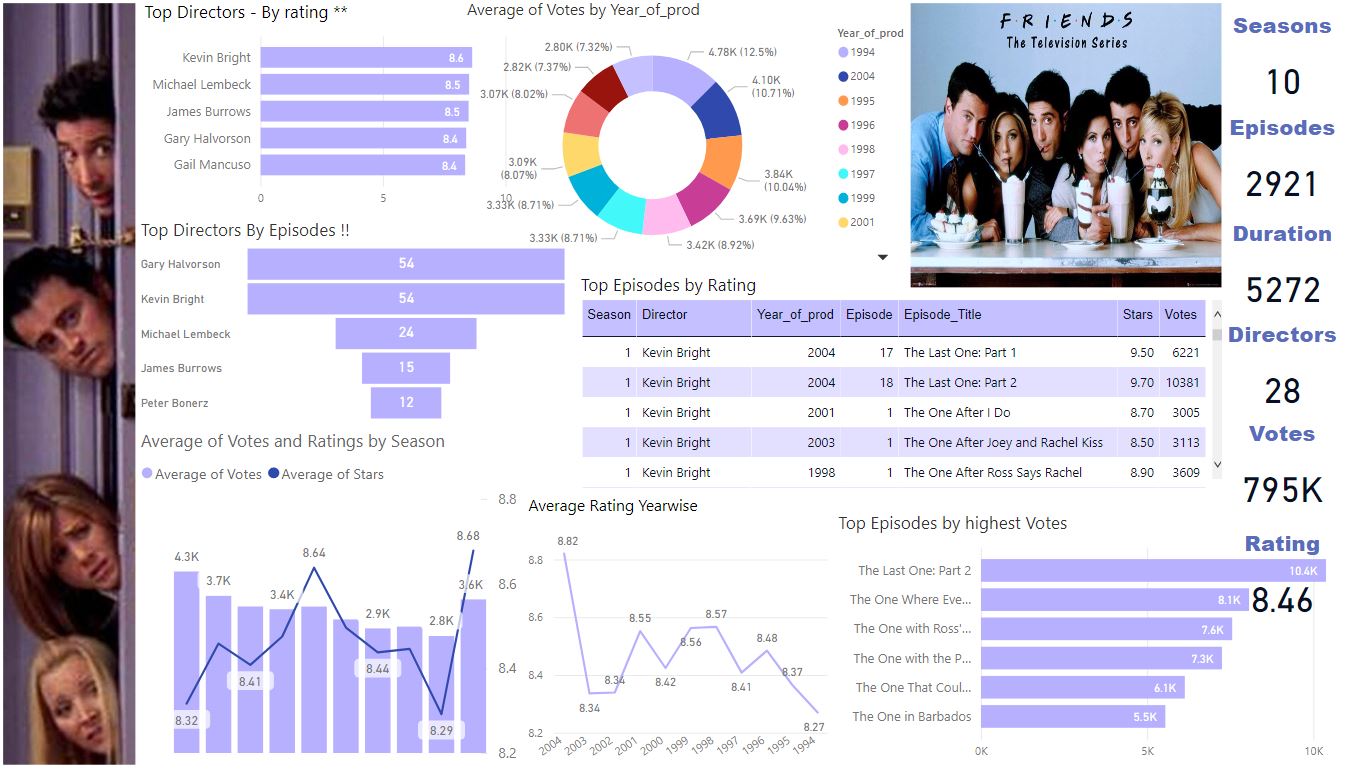 Top Directors - By rating **
Kevin Bright 8.6
Michael Lembeck 8.5
James Burrows 8.5
Gary Halvorson 8.4
Gail Mancuso 8.4
0 5 10
Top Directors By Episodes !!
Gary Halvorson 54
Kevin Bright 54
Michael Lembeck 24
James Burrows 15
Peter Bonerz 12
Average of Votes and Ratings by Season
Average of Votes Average of Stars
8.8
8.6
8.4
8.2
4.3K
3.7K
3.4K
2.9K
2.8K
3.6K
8.32
8.41
8.64
8.44
8.29
8.68
Average of Votes by Year_of_prod
4.78K (12.5%)
4.10K
(10.71%)
3.84K
(10.04%)
3.69K (9.63%)
3.42K (8.92%)
3.33K (8.71%)
3.33K (8.71%)
3.09K
(8.07%)
3.07K (8.02%)
2.82K (7.37%)
2.80K (7.32%)
Year_of_prod
1994
2004
1995
1996
1998
1997
1999
2001
F·R·I·E·N·D·S
The Television Series
Top Episodes by Rating
Season Director Year_of_prod Episode Episode_Title Stars Votes
1 Kevin Bright 2004 17 The Last One: Part 1 9.50 6221
1 Kevin Bright 2004 18 The Last One: Part 2 9.70 10381
1 Kevin Bright 2001 1 The One After I Do 8.70 3005
1 Kevin Bright 2003 1 The One After Joey and Rachel Kiss 8.50 3113
1 Kevin Bright 1998 1 The One After Ross Says Rachel 8.90 3609
Average Rating Yearwise
8.8
8.6
8.4
8.2
8.82
8.34
8.34
8.55
8.42
8.56
8.57
8.41
8.48
8.37
8.27
2004 2003 2002 2001 2000 1999 1998 1997 1996 1995 1994
Top Episodes by highest Votes
The Last One: Part 2 10.4K
The One Where Eve... 8.1K
The One with Ross'... 7.6K
The One with the P... 7.3K
The One That Coul... 6.1K
The One in Barbados 5.5K
0K 5K 10K
Seasons
10
Episodes
2921
Duration
5272
Directors
28
Votes
795K
Rating
8.46